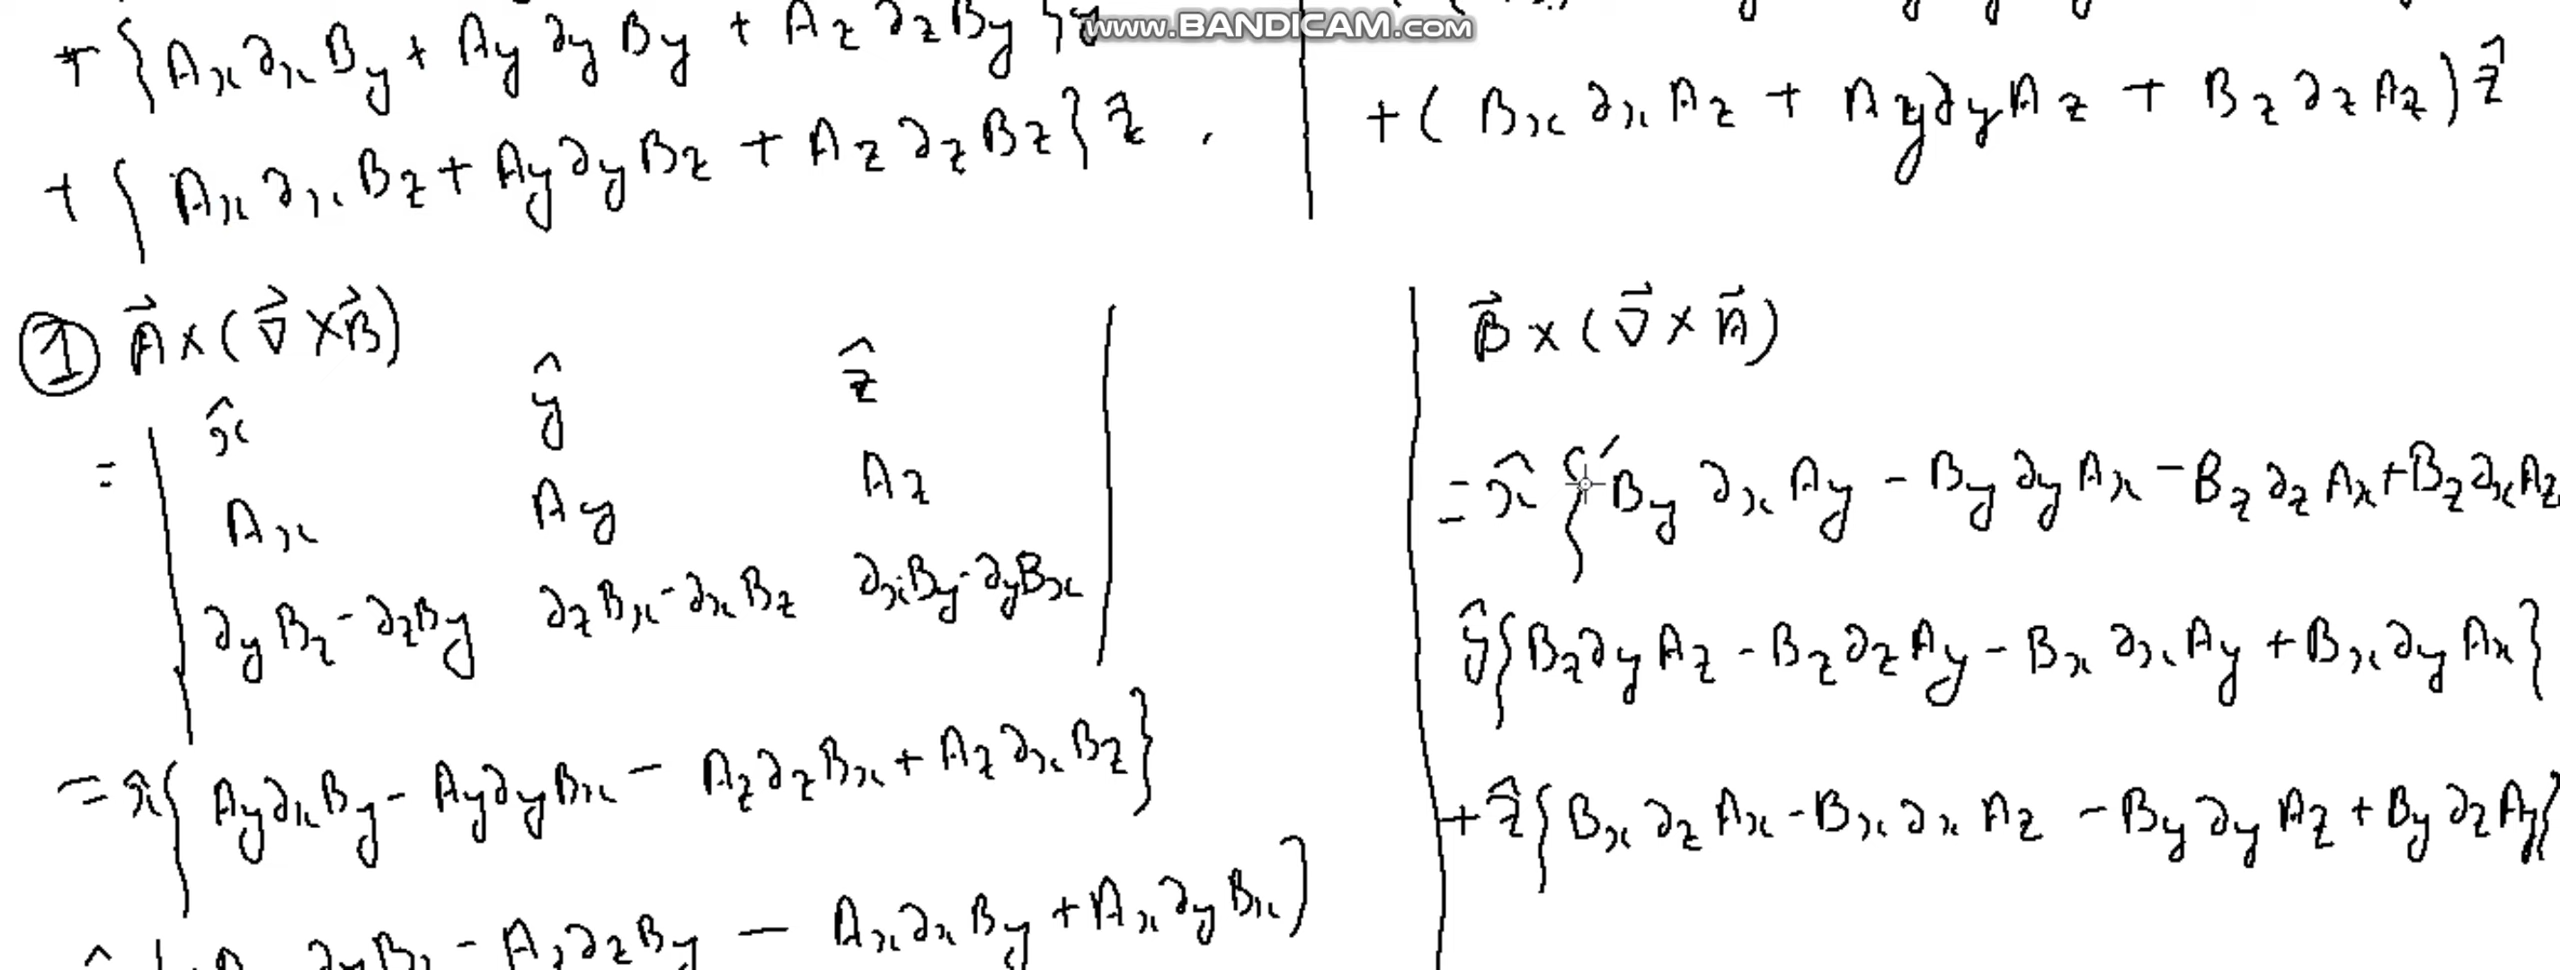 www.BANDICAM.com
+ { Ax ∂x By + Ay ∂y By + Az ∂z By } ŷ
+ { Ax ∂x Bz + Ay ∂y Bz + Az ∂z Bz } ẑ .
+ ( Bx ∂x Az + Ay ∂y Az + Bz ∂z Az ) ẑ
① A⃗ × ( ∇⃗ × B⃗ )
x̂ ŷ ẑ
= | Ax Ay Az |
∂y Bz - ∂z By ∂z Bx - ∂x Bz ∂x By - ∂y Bx
= x̂ { Ay ∂x By - Ay ∂y Bx - Az ∂z Bx + Az ∂x Bz }
∂y Bz - Az ∂z By - Ax ∂x By + Ax ∂y Bx )
B⃗ × ( ∇⃗ × A⃗ )
= x̂ { By ∂x Ay - By ∂y Ax - Bz ∂z Ax + Bz ∂x Az
ŷ { Bz ∂y Az - Bz ∂z Ay - Bx ∂x Ay + Bx ∂y Ax }
+ ẑ { Bx ∂z Ax - Bx ∂x Az - By ∂y Az + By ∂z Ay }